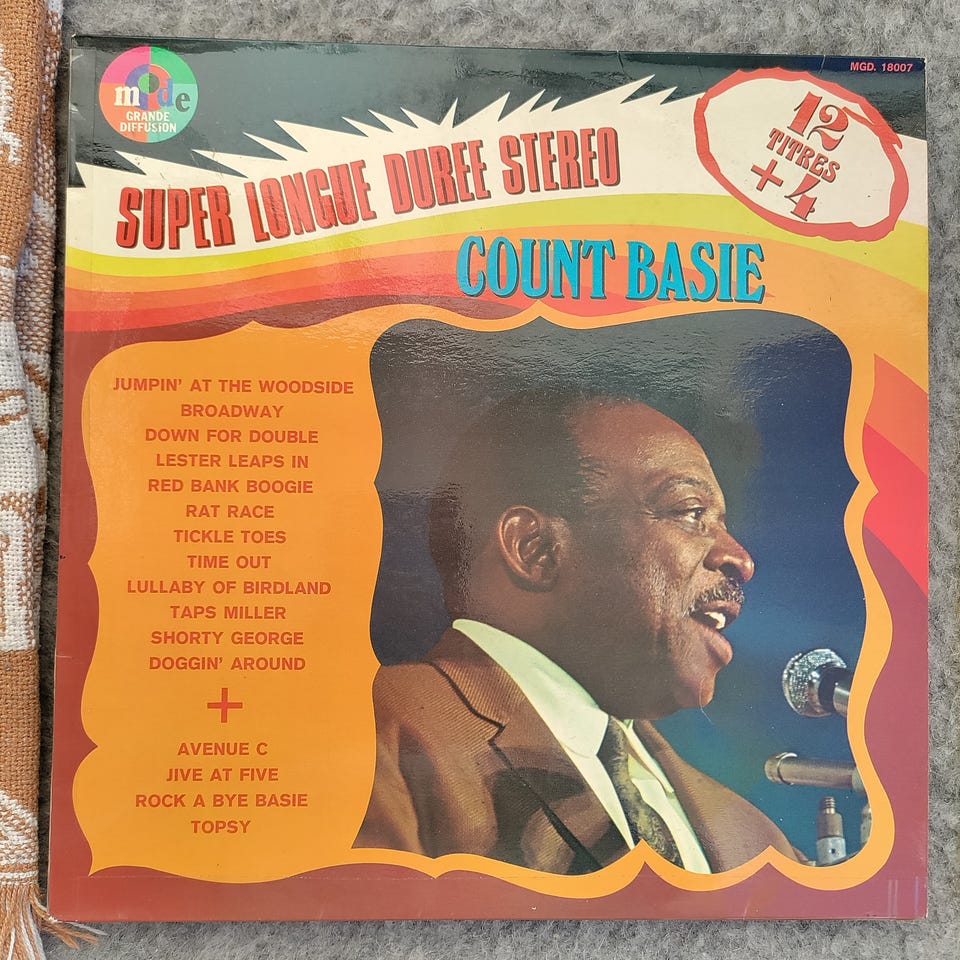 mode
GRANDE
DIFFUSION
MGD. 18007
SUPER LONGUE DUREE STEREO
12
TITRES
+ 4
COUNT BASIE
JUMPIN' AT THE WOODSIDE
BROADWAY
DOWN FOR DOUBLE
LESTER LEAPS IN
RED BANK BOOGIE
RAT RACE
TICKLE TOES
TIME OUT
LULLABY OF BIRDLAND
TAPS MILLER
SHORTY GEORGE
DOGGIN' AROUND
+
AVENUE C
JIVE AT FIVE
ROCK A BYE BASIE
TOPSY